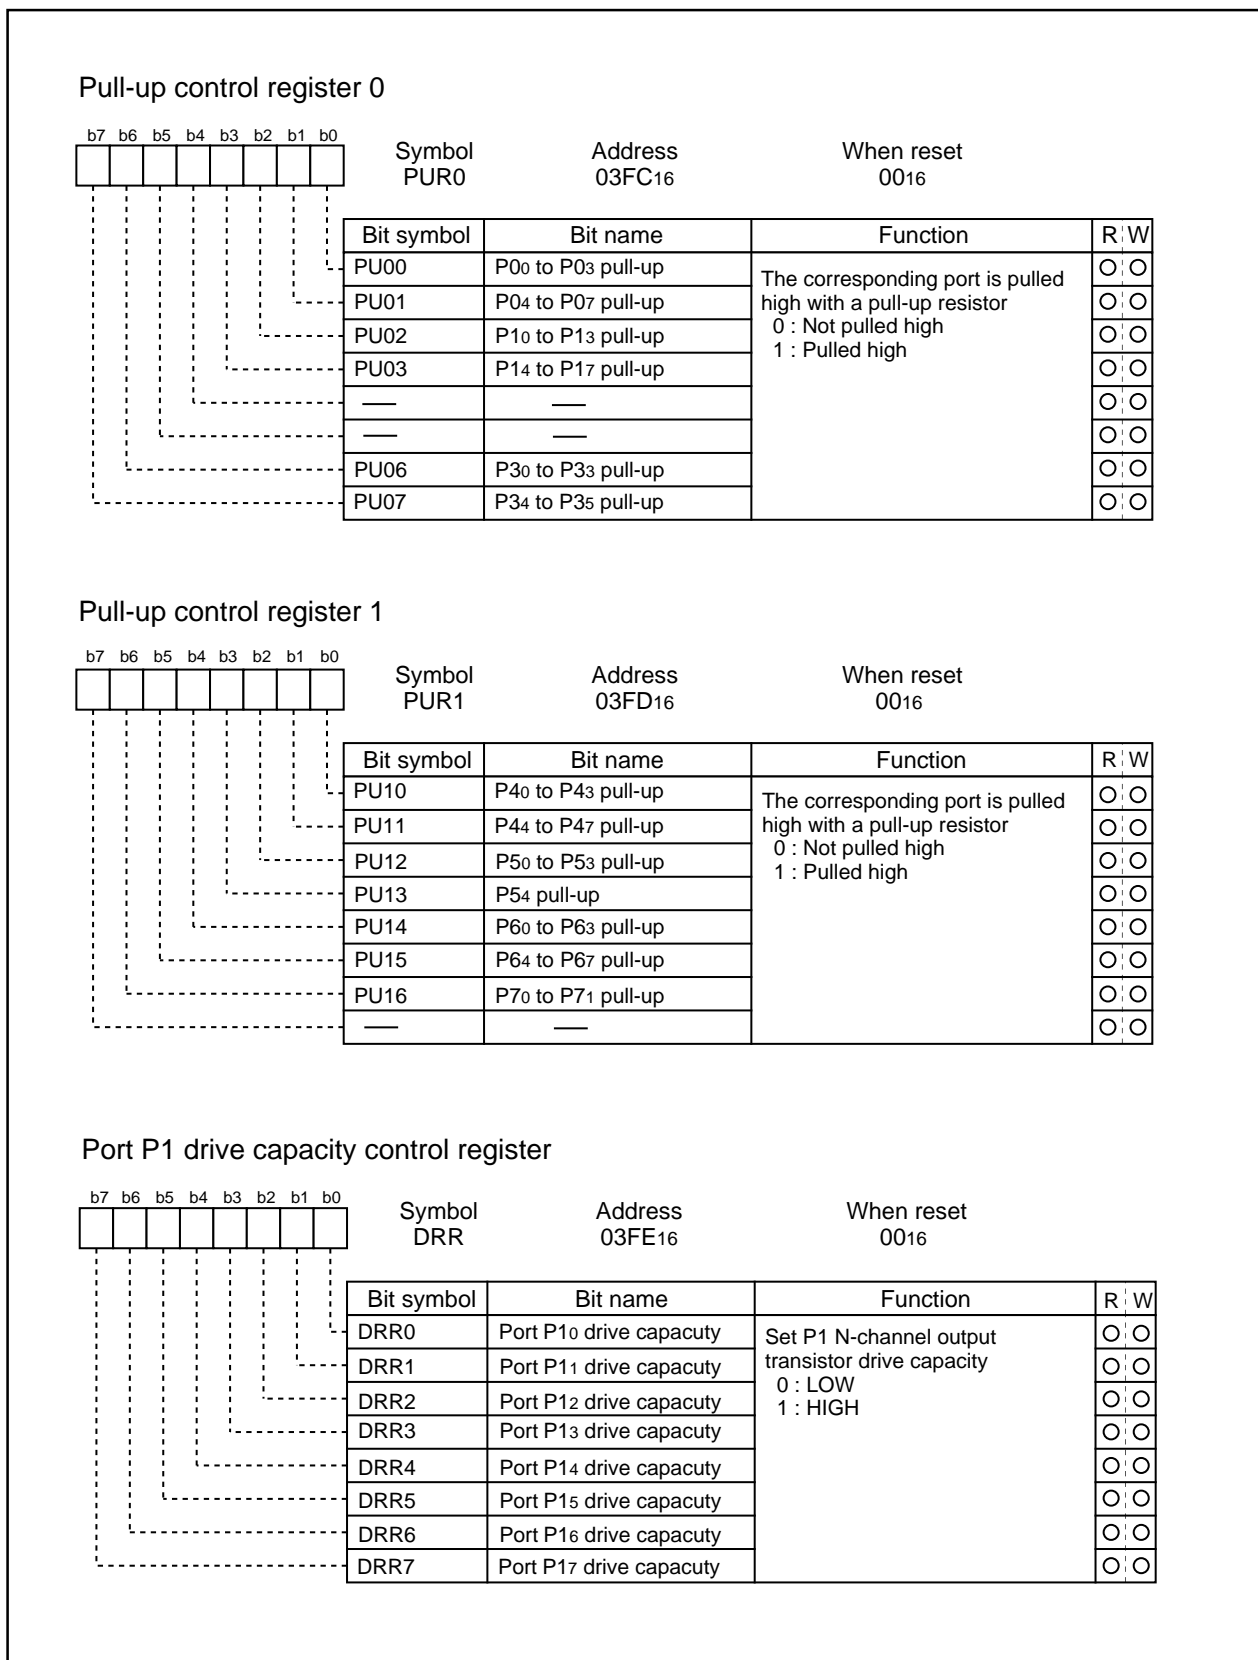 Pull-up control register 0
b7 b6 b5 b4 b3 b2 b1 b0
Symbol Address When reset
PUR0 03FC16 0016
Bit symbol Bit name Function R W
PU00 P00 to P03 pull-up The corresponding port is pulled
PU01 P04 to P07 pull-up high with a pull-up resistor
PU02 P10 to P13 pull-up 0 : Not pulled high
PU03 P14 to P17 pull-up 1 : Pulled high
— —
— —
PU06 P30 to P33 pull-up
PU07 P34 to P35 pull-up
Pull-up control register 1
b7 b6 b5 b4 b3 b2 b1 b0
Symbol Address When reset
PUR1 03FD16 0016
Bit symbol Bit name Function R W
PU10 P40 to P43 pull-up The corresponding port is pulled
PU11 P44 to P47 pull-up high with a pull-up resistor
PU12 P50 to P53 pull-up 0 : Not pulled high
PU13 P54 pull-up 1 : Pulled high
PU14 P60 to P63 pull-up
PU15 P64 to P67 pull-up
PU16 P70 to P71 pull-up
— —
Port P1 drive capacity control register
b7 b6 b5 b4 b3 b2 b1 b0
Symbol Address When reset
DRR 03FE16 0016
Bit symbol Bit name Function R W
DRR0 Port P10 drive capacuty Set P1 N-channel output
DRR1 Port P11 drive capacuty transistor drive capacity
DRR2 Port P12 drive capacuty 0 : LOW
DRR3 Port P13 drive capacuty 1 : HIGH
DRR4 Port P14 drive capacuty
DRR5 Port P15 drive capacuty
DRR6 Port P16 drive capacuty
DRR7 Port P17 drive capacuty